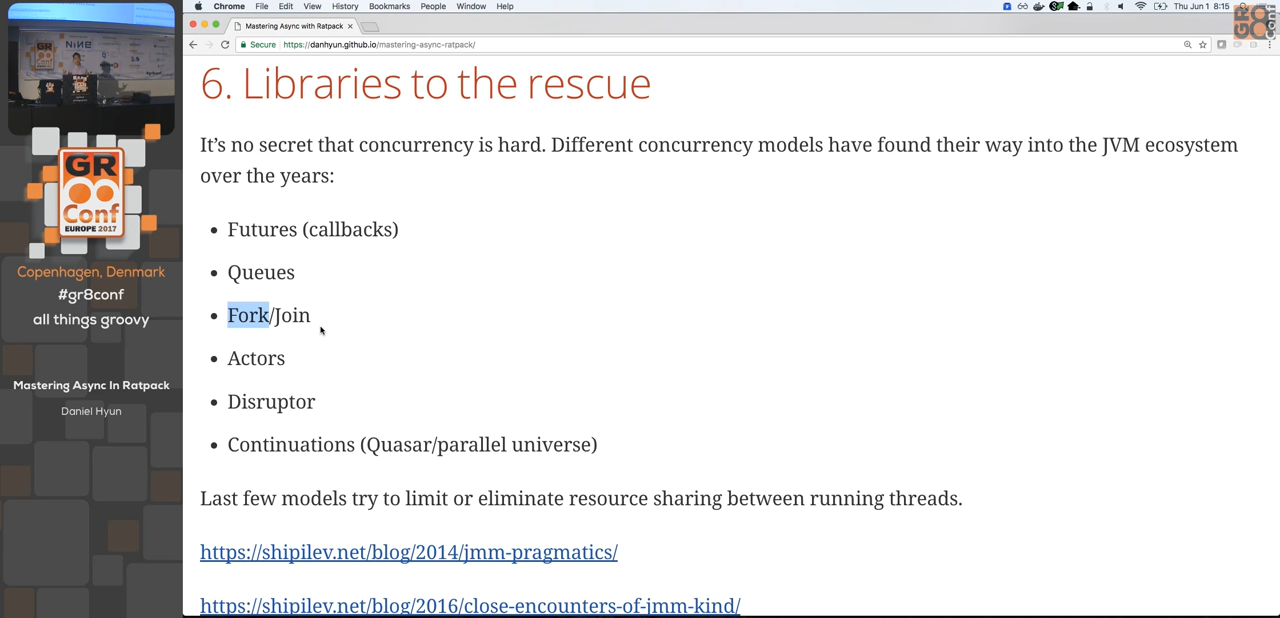 Chrome File Edit View History Bookmarks People Window Help
Thu Jun 1 8:15
Mastering Async with Ratpack
Secure https://danhyun.github.io/mastering-async-ratpack/
6. Libraries to the rescue
It’s no secret that concurrency is hard. Different concurrency models have found their way into the JVM ecosystem
over the years:
• Futures (callbacks)
• Queues
• Fork/Join
• Actors
• Disruptor
• Continuations (Quasar/parallel universe)
Last few models try to limit or eliminate resource sharing between running threads.
https://shipilev.net/blog/2014/jmm-pragmatics/
https://shipilev.net/blog/2016/close-encounters-of-jmm-kind/
GR
Conf
EUROPE 2017
Copenhagen, Denmark
#gr8conf
all things groovy
Mastering Async In Ratpack
Daniel Hyun